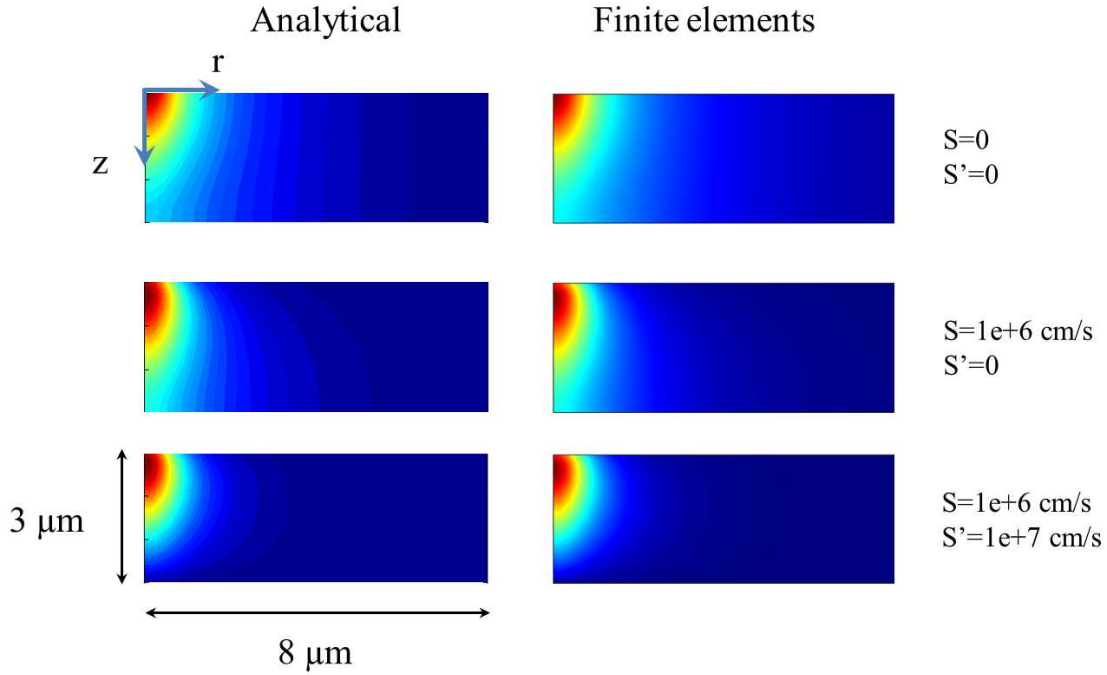 Analytical
Finite elements
r
z
S=0
S'=0
S=1e+6 cm/s
S'=0
3 μm
S=1e+6 cm/s
S'=1e+7 cm/s
8 μm